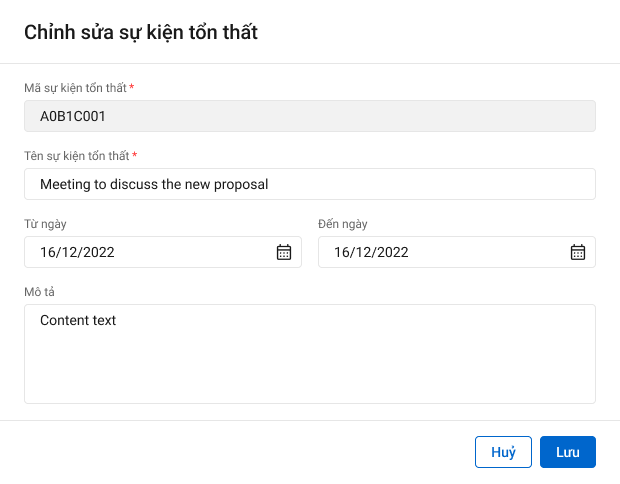 Chỉnh sửa sự kiện tổn thất
Mã sự kiện tổn thất *
A0B1C001
Tên sự kiện tổn thất *
Meeting to discuss the new proposal
Từ ngày
Đến ngày
16/12/2022
16/12/2022
Mô tả
Content text
Huỷ
Lưu